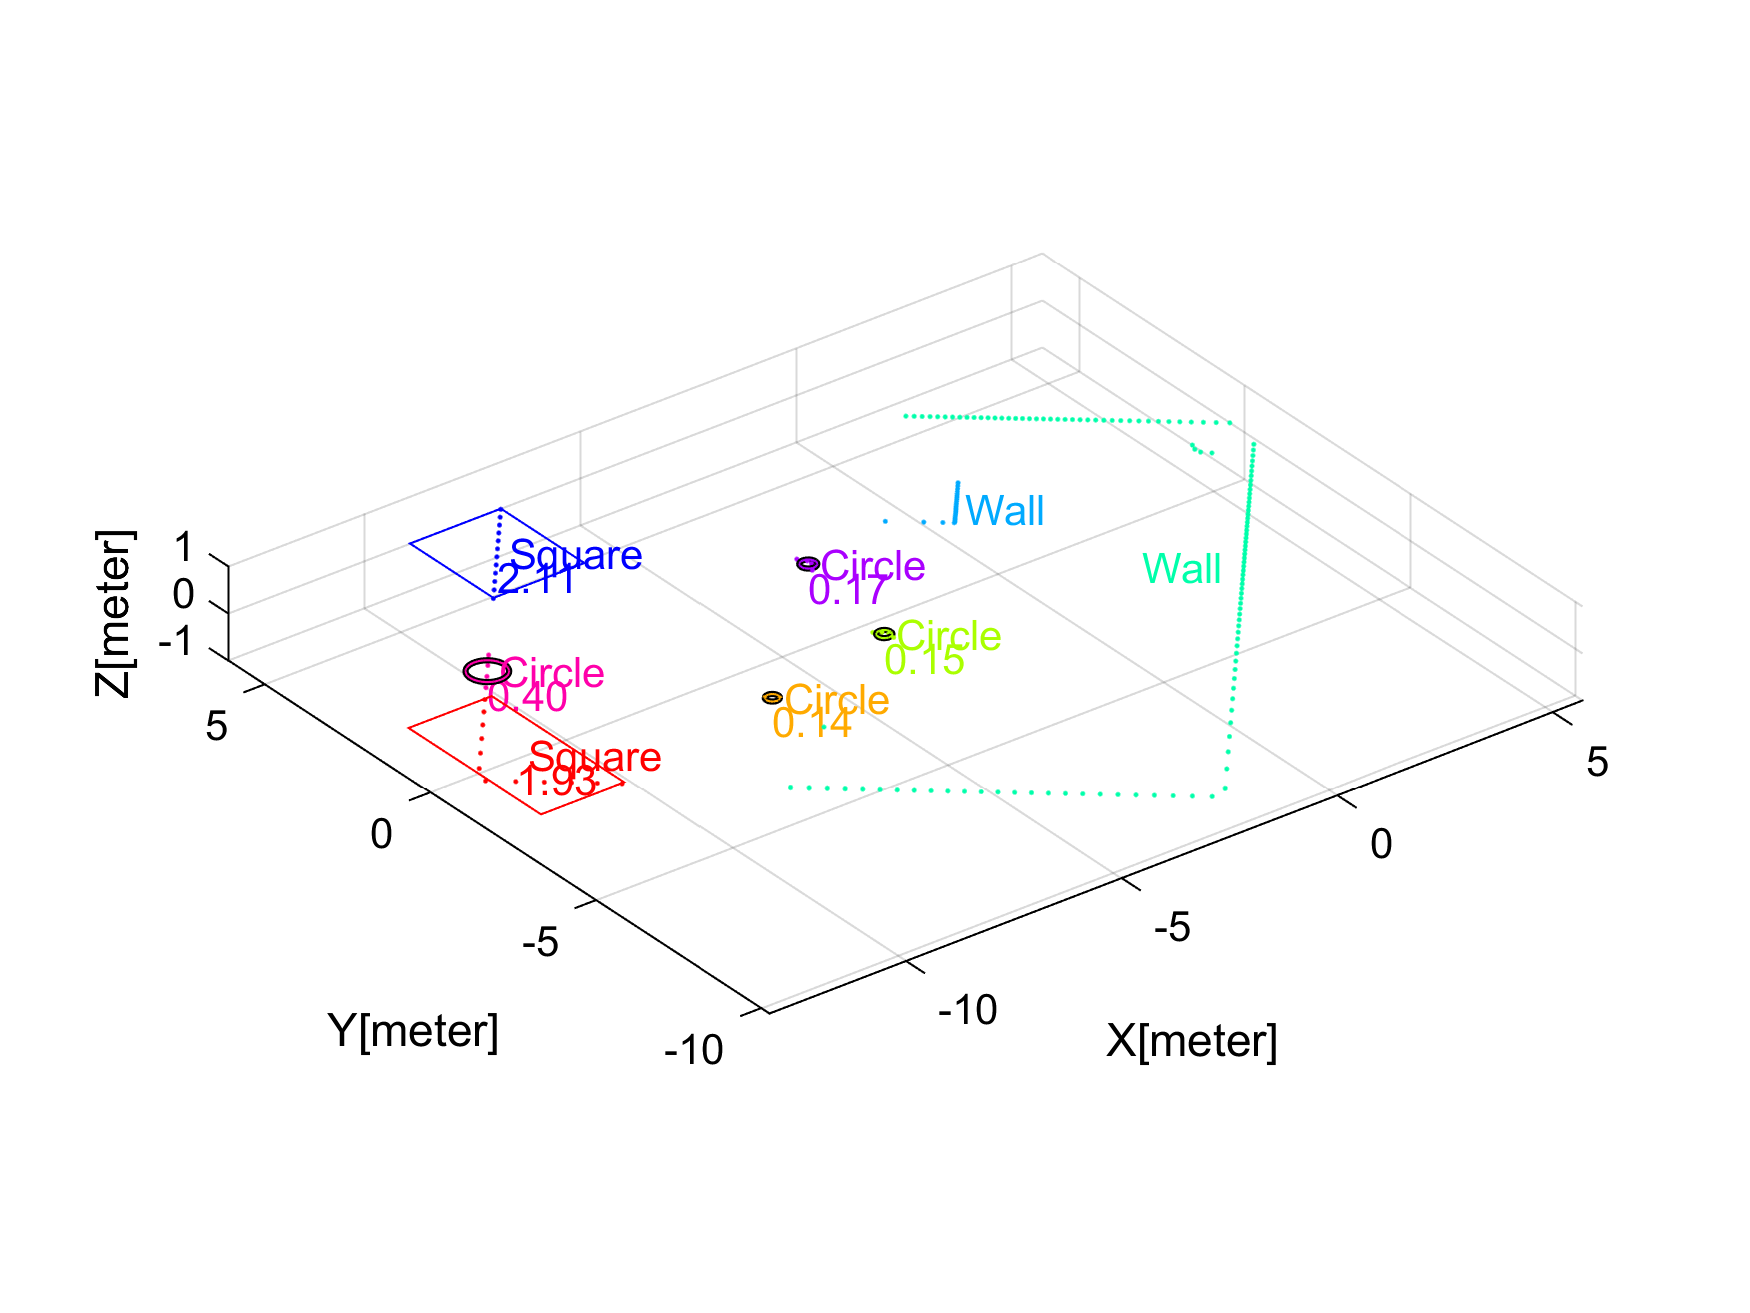 Wall
Square
2.11
Circle
0.17
Wall
Circle
0.15
Circle
0.40
Circle
0.14
Square
1.93
1
0
-1
Z[meter]
5
0
-5
-10
Y[meter]
-10
-5
0
5
X[meter]